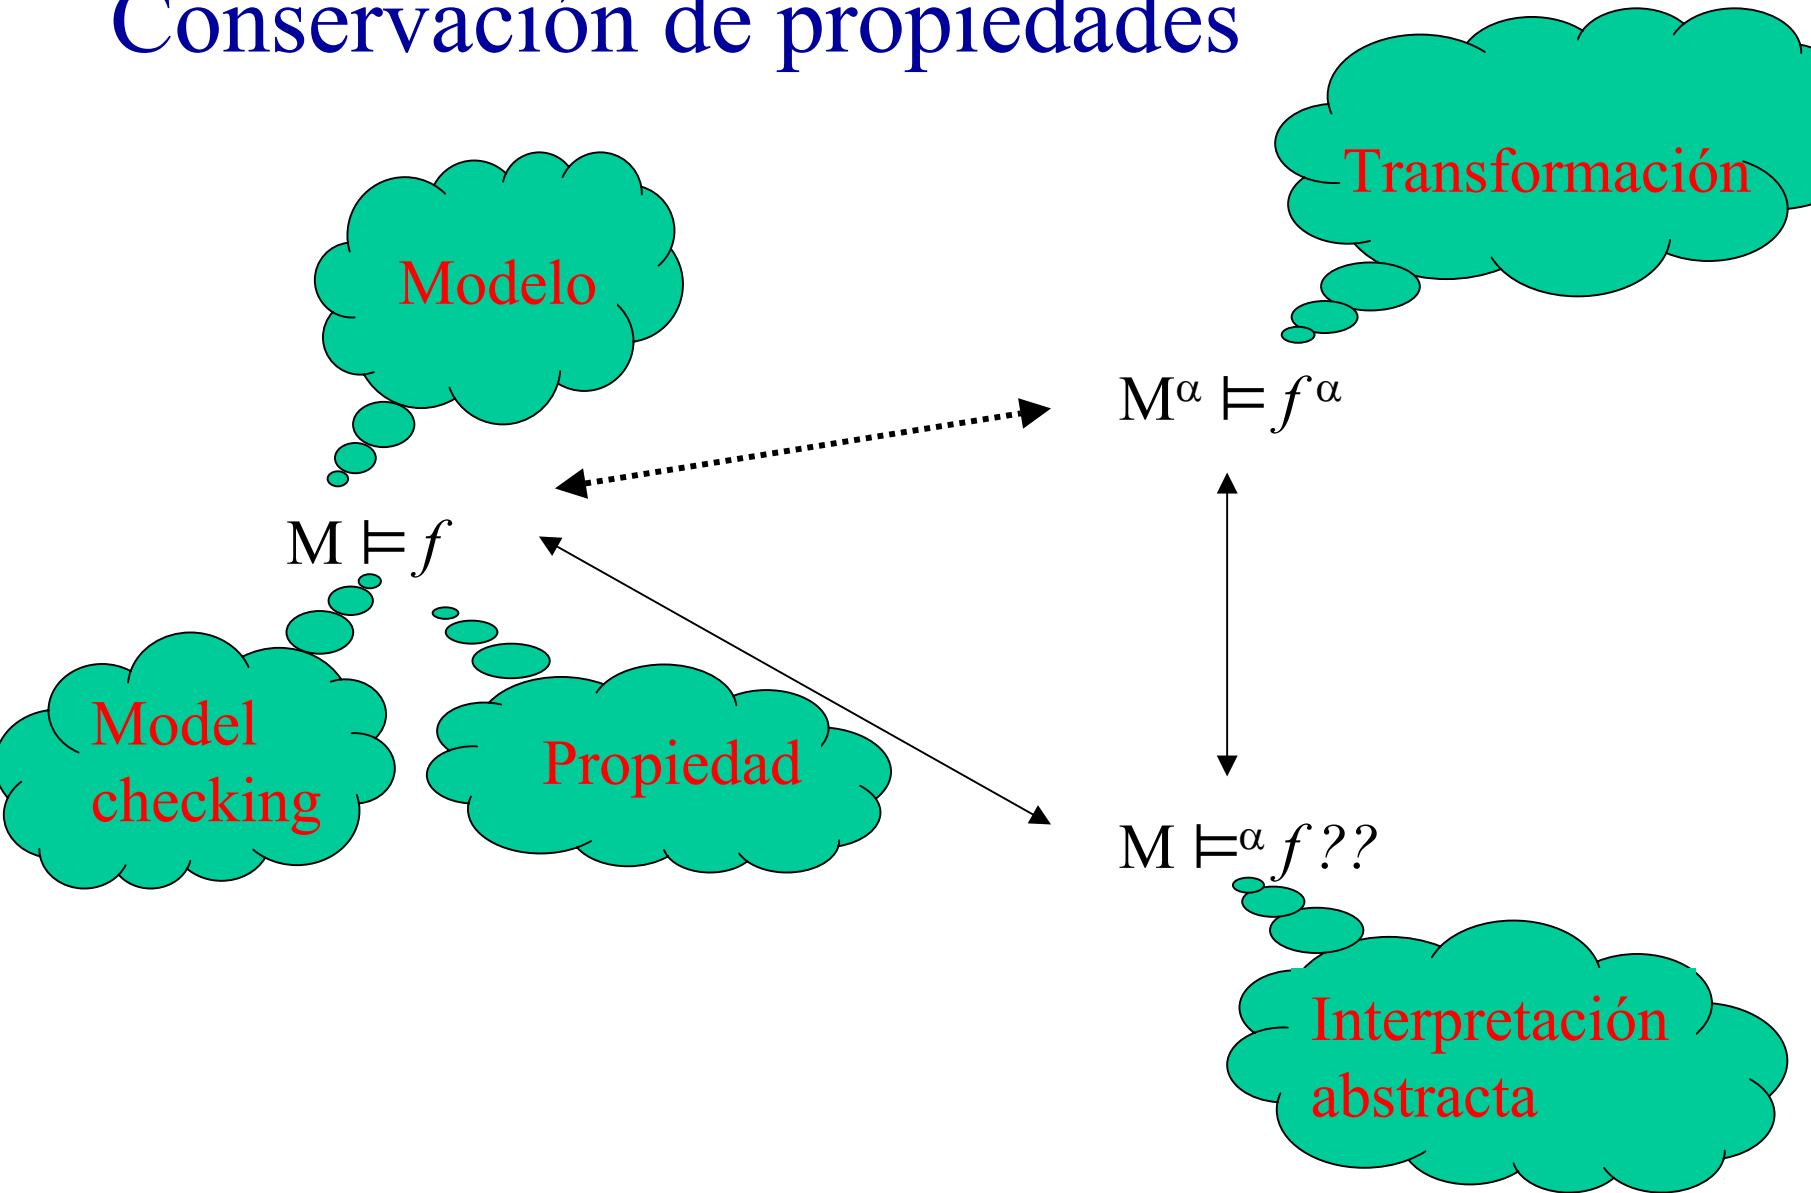 Conservación de propiedades
Transformación
Modelo
Mα ⊨ f α
M ⊨ f
Model
checking
Propiedad
M ⊨α f ??
Interpretación
abstracta